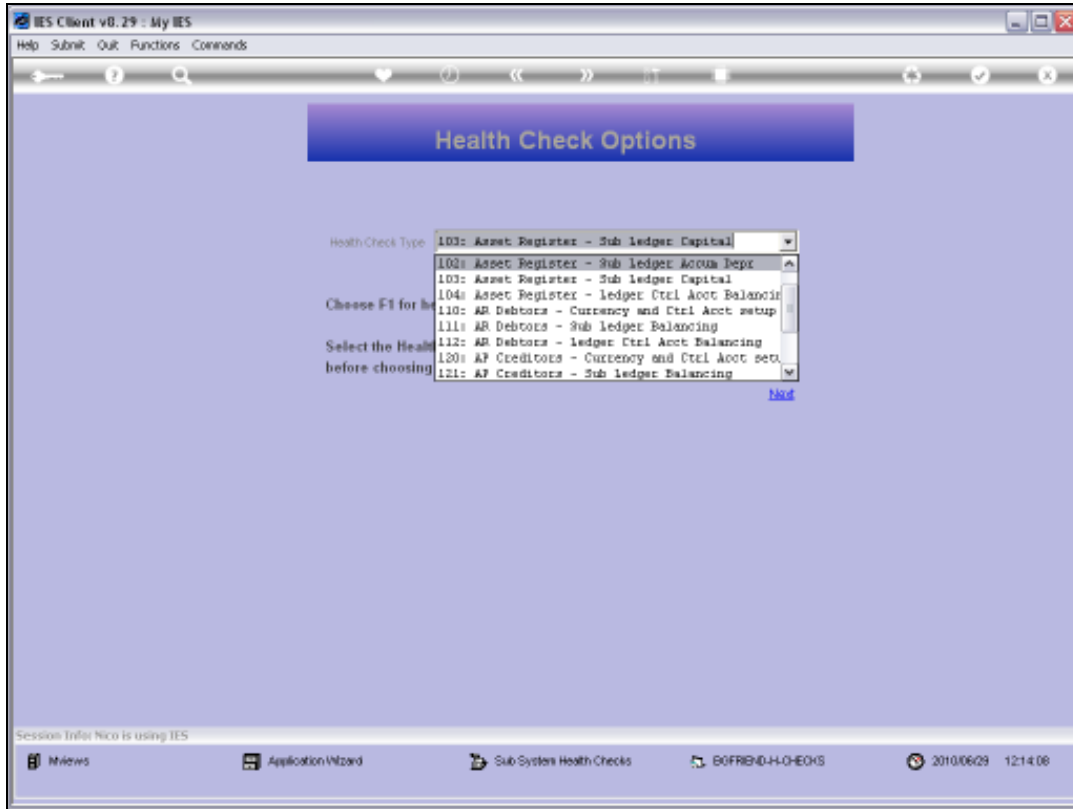 IES Client v8.29 : My IES
Help Submit Quit Functions Commands
Health Check Options
Health Check Type 103: Asset Register - Sub ledger Capital
102: Asset Register - Sub ledger Accum Depr
103: Asset Register - Sub ledger Capital
104: Asset Register - ledger Ctrl Acct Balancin
Choose F1 for he
110: AR Debtors - Currency and Ctrl Acct setup
111: AR Debtors - Sub ledger Balancing
Select the Healt
112: AR Debtors - ledger Ctrl Acct Balancing
120: AP Creditors - Currency and Ctrl Acct setu
before choosing
121: AP Creditors - Sub ledger Balancing
Next
Session Info: Nico is using IES
Mviews Application Wizard Sub System Health Checks BGFRIEND-H-CHECKS 2010/06/29 12:14:08